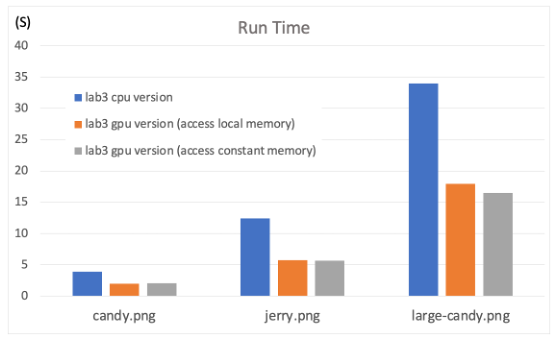 (S)
Run Time
40
35
30
25
20
15
10
5
0
lab3 cpu version
lab3 gpu version (access local memory)
lab3 gpu version (access constant memory)
candy.png jerry.png large-candy.png